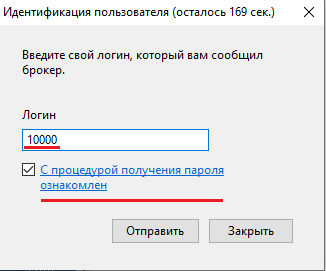 Идентификация пользователя (осталось 169 сек.)
Введите свой логин, который вам сообщил
брокер.
Логин
10000
С процедурой получения пароля
ознакомлен
Отправить Закрыть